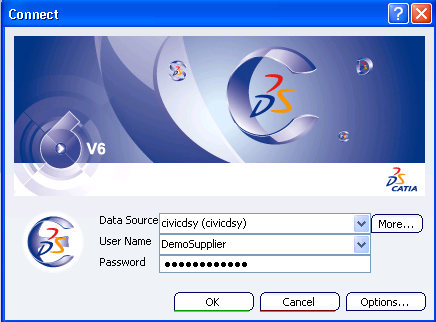 Connect
V6
CATIA
Data Source civicdsy (civicdsy) More...
User Name DemoSupplier
Password ●●●●●●●●●●●●
OK Cancel Options...